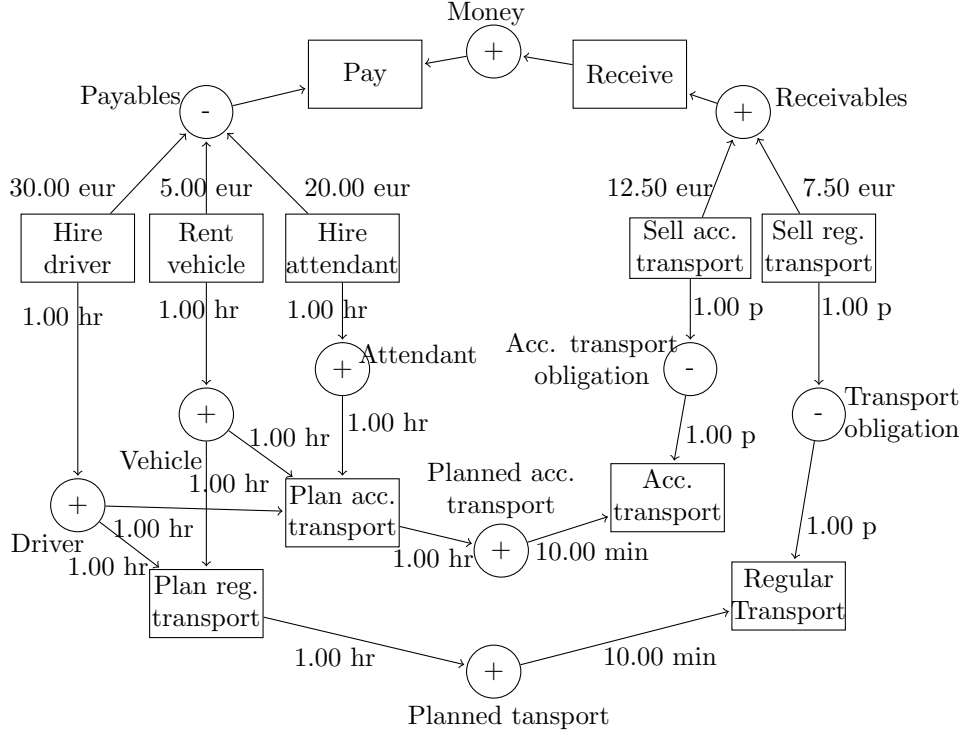 Money
+
Pay
Receive
Payables
-
+
Receivables
30.00 eur
5.00 eur
20.00 eur
12.50 eur
7.50 eur
Hire
driver
Rent
vehicle
Hire
attendant
Sell acc.
transport
Sell reg.
transport
1.00 hr
1.00 hr
1.00 hr
1.00 p
1.00 p
+
Attendant
Acc. transport
obligation
-
+
Vehicle
1.00 hr
1.00 hr
1.00 hr
1.00 p
-
Transport
obligation
+
Driver
1.00 hr
1.00 hr
Plan acc.
transport
Planned acc.
transport
1.00 hr
+
10.00 min
Acc.
transport
1.00 p
Plan reg.
transport
Regular
Transport
1.00 hr
+
10.00 min
Planned tansport